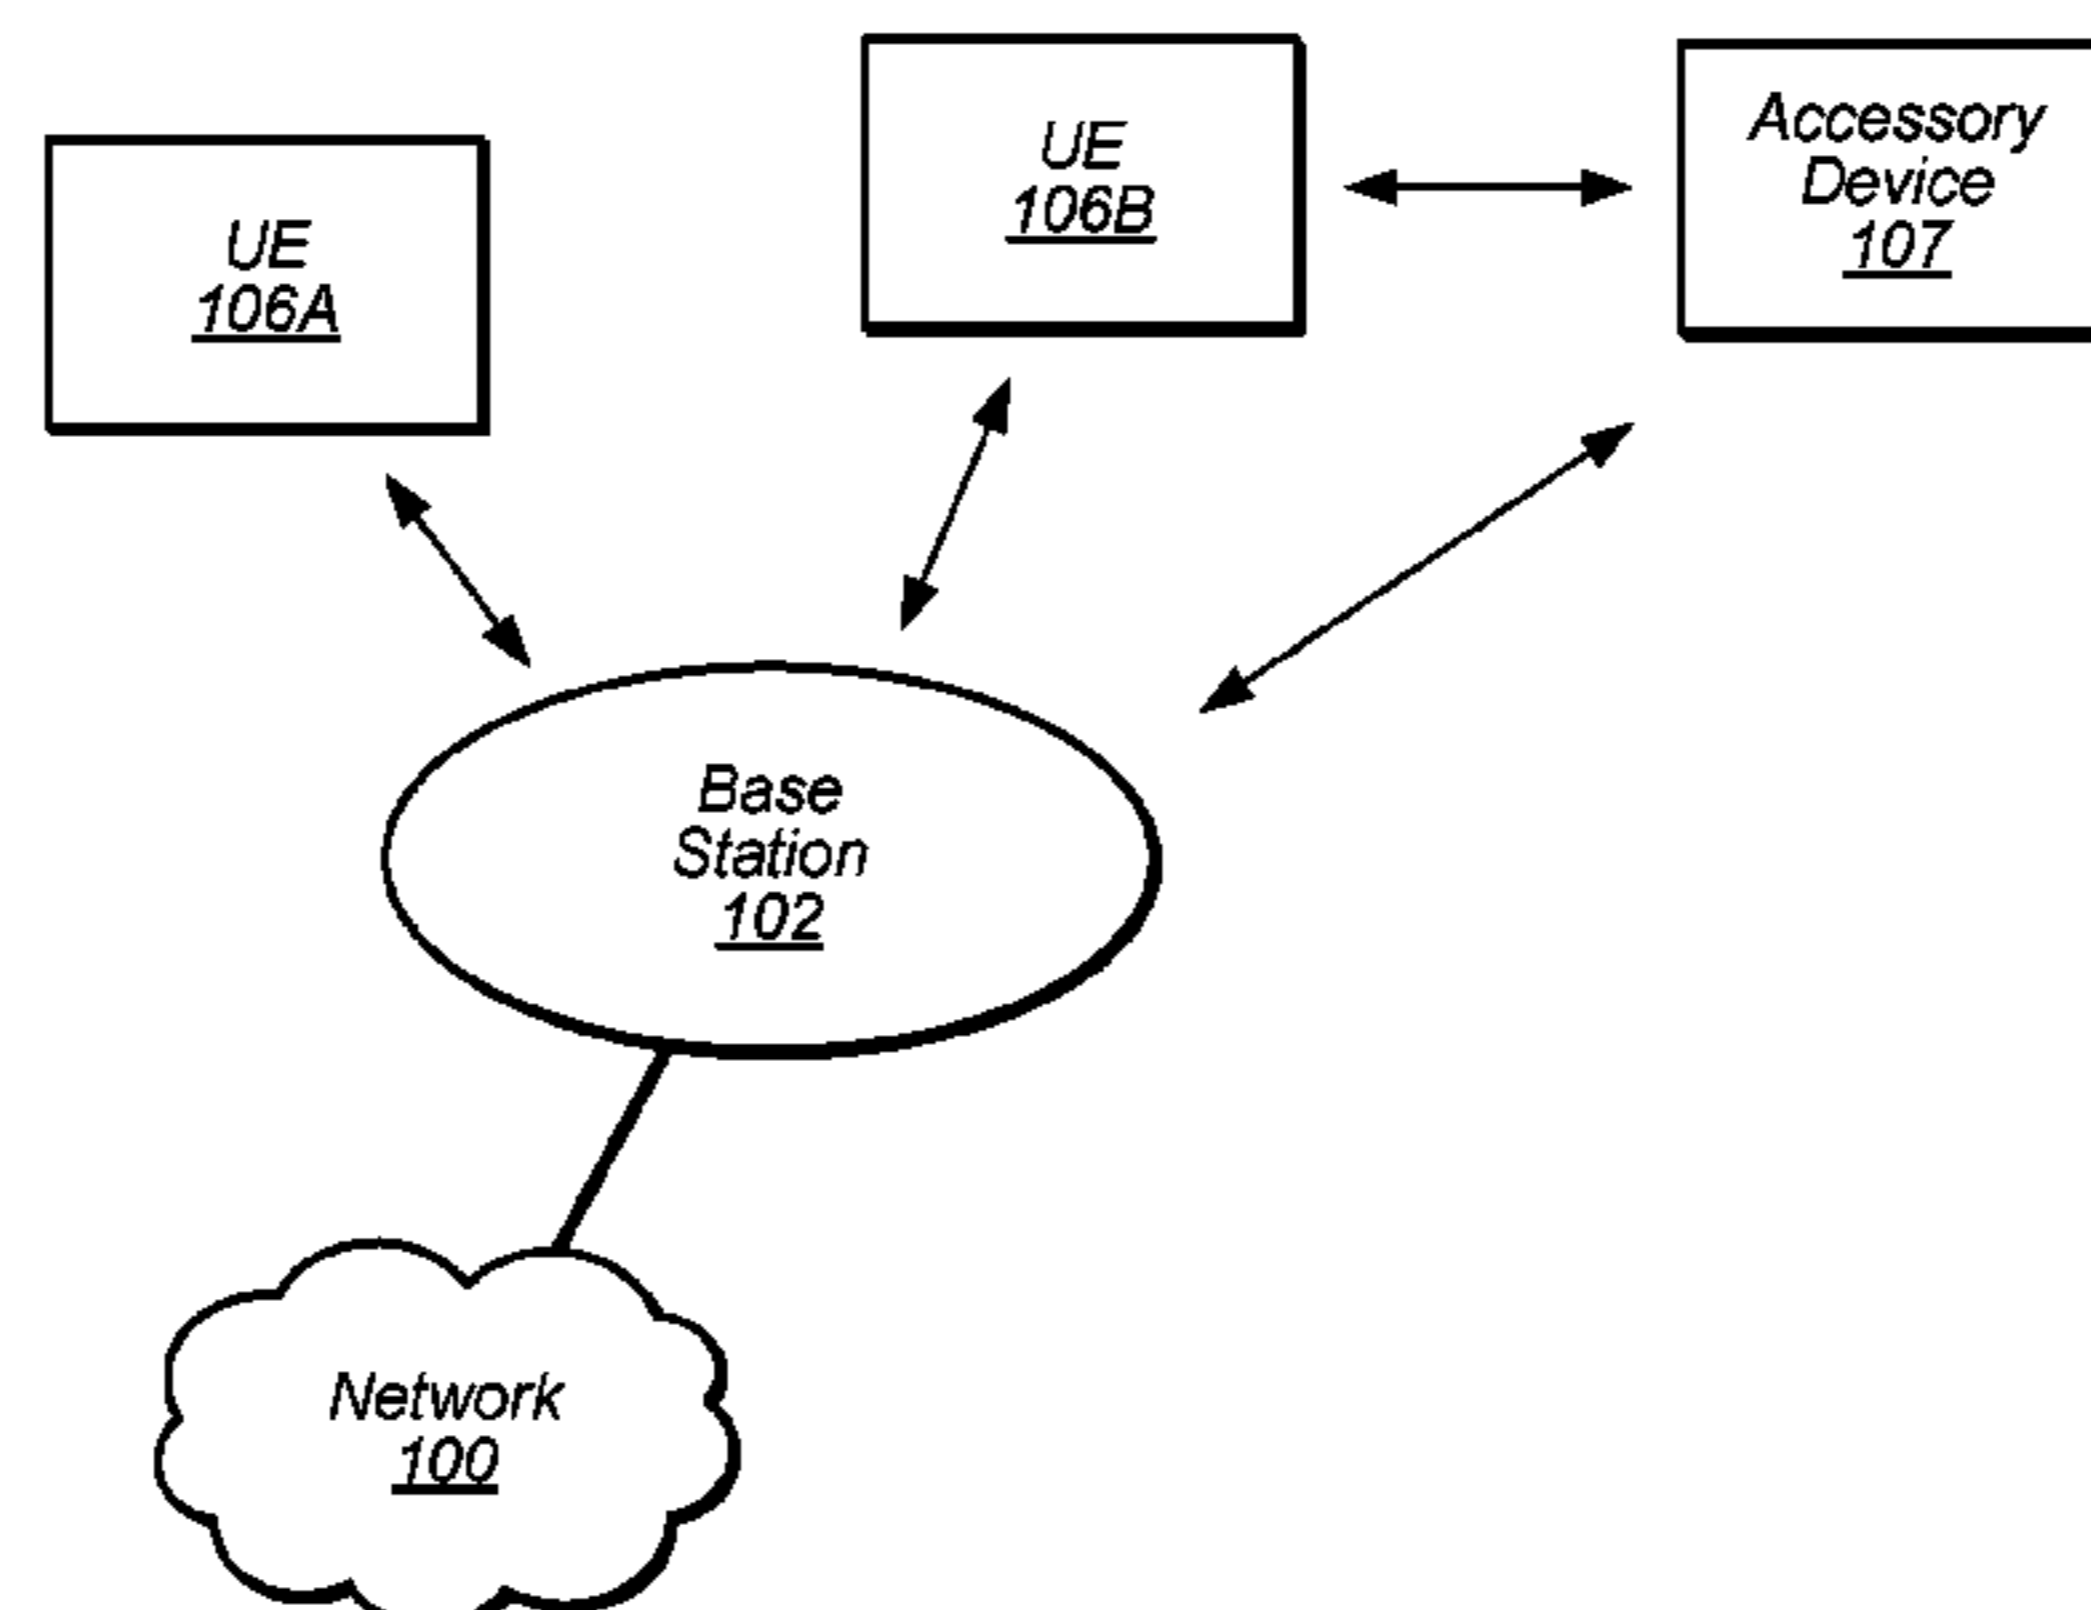 UE
106A
UE
106B
Accessory
Device
107
Base
Station
102
Network
100